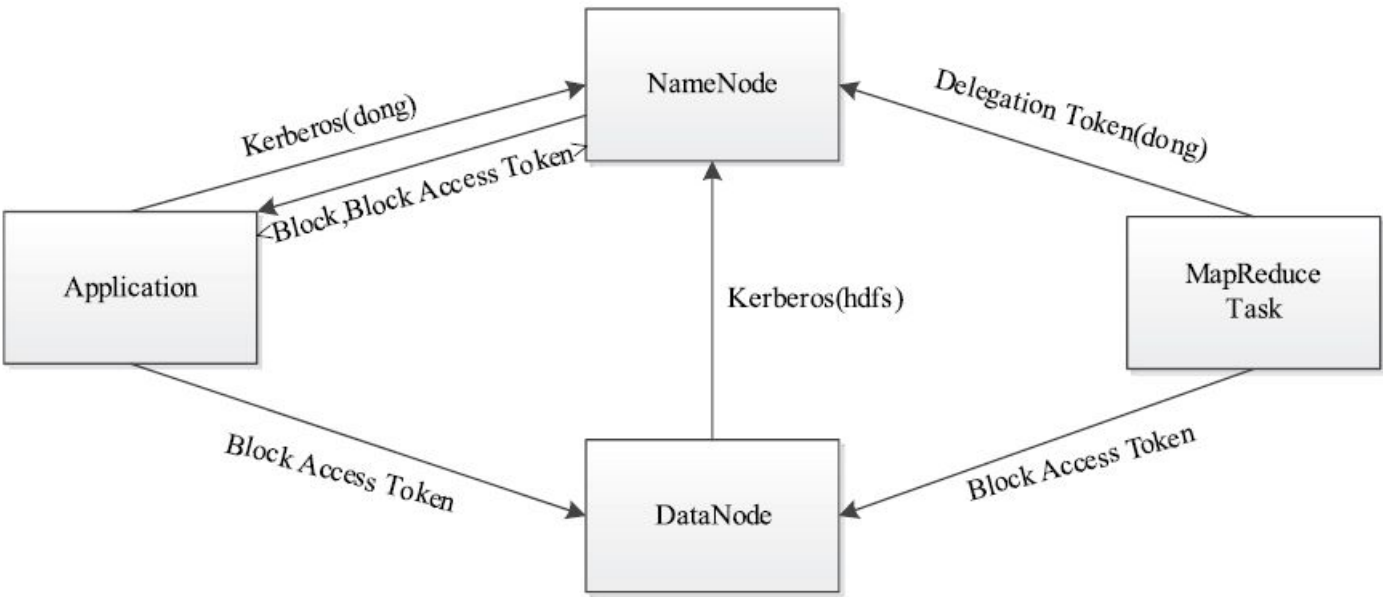 NameNode
Kerberos(dong)
Delegation Token(dong)
<Block,Block Access Token>
Application
Kerberos(hdfs)
MapReduce
Task
Block Access Token
Block Access Token
DataNode